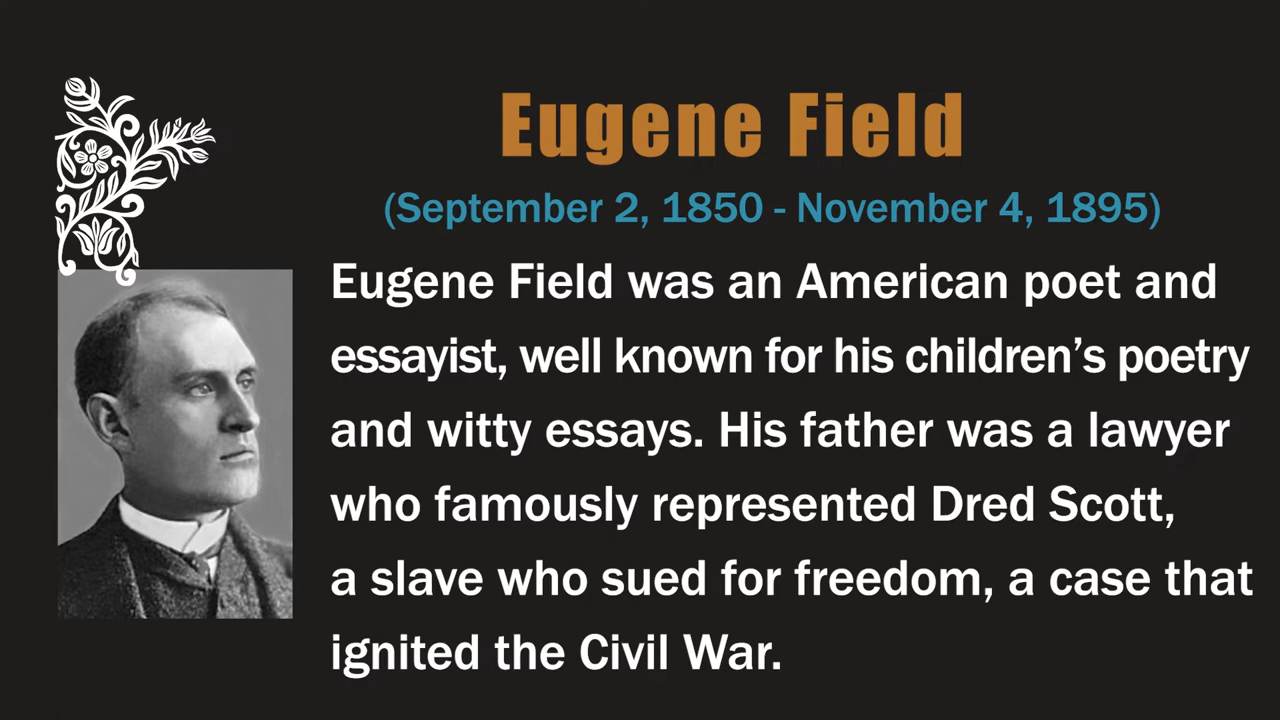 Eugene Field
(September 2, 1850 - November 4, 1895)
Eugene Field was an American poet and
essayist, well known for his children’s poetry
and witty essays. His father was a lawyer
who famously represented Dred Scott,
a slave who sued for freedom, a case that
ignited the Civil War.